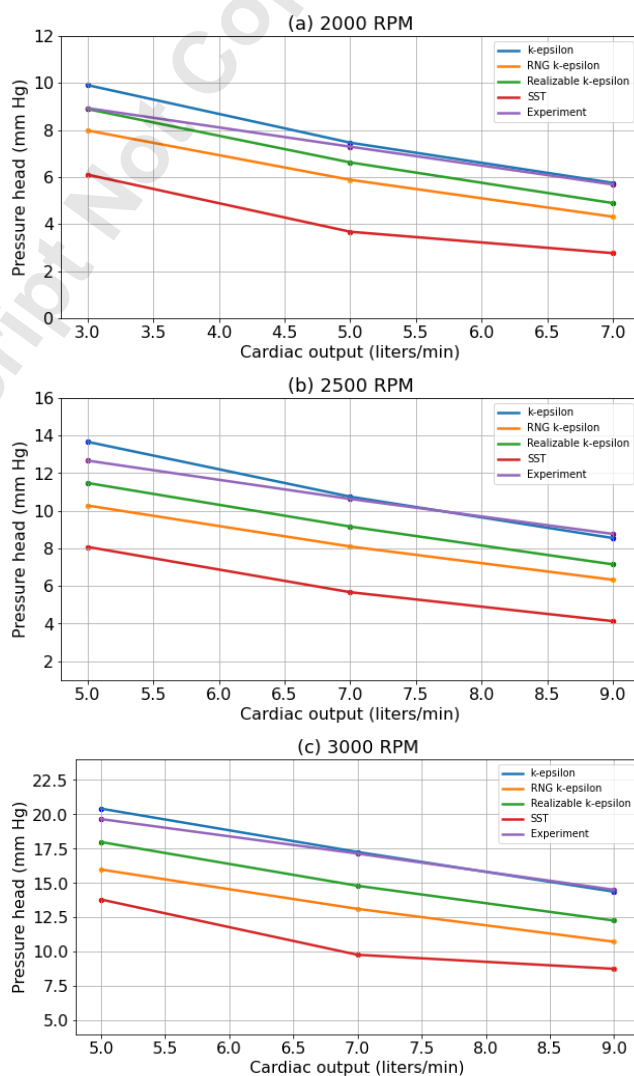 (a) 2000 RPM
12
10
8
6
4
2
0
Pressure head (mm Hg)
k-epsilon
RNG k-epsilon
Realizable k-epsilon
SST
Experiment
3.0 3.5 4.0 4.5 5.0 5.5 6.0 6.5 7.0
Cardiac output (liters/min)
(b) 2500 RPM
16
14
12
10
8
6
4
2
Pressure head (mm Hg)
k-epsilon
RNG k-epsilon
Realizable k-epsilon
SST
Experiment
5.0 5.5 6.0 6.5 7.0 7.5 8.0 8.5 9.0
Cardiac output (liters/min)
(c) 3000 RPM
22.5
20.0
17.5
15.0
12.5
10.0
7.5
5.0
Pressure head (mm Hg)
k-epsilon
RNG k-epsilon
Realizable k-epsilon
SST
Experiment
5.0 5.5 6.0 6.5 7.0 7.5 8.0 8.5 9.0
Cardiac output (liters/min)
Not